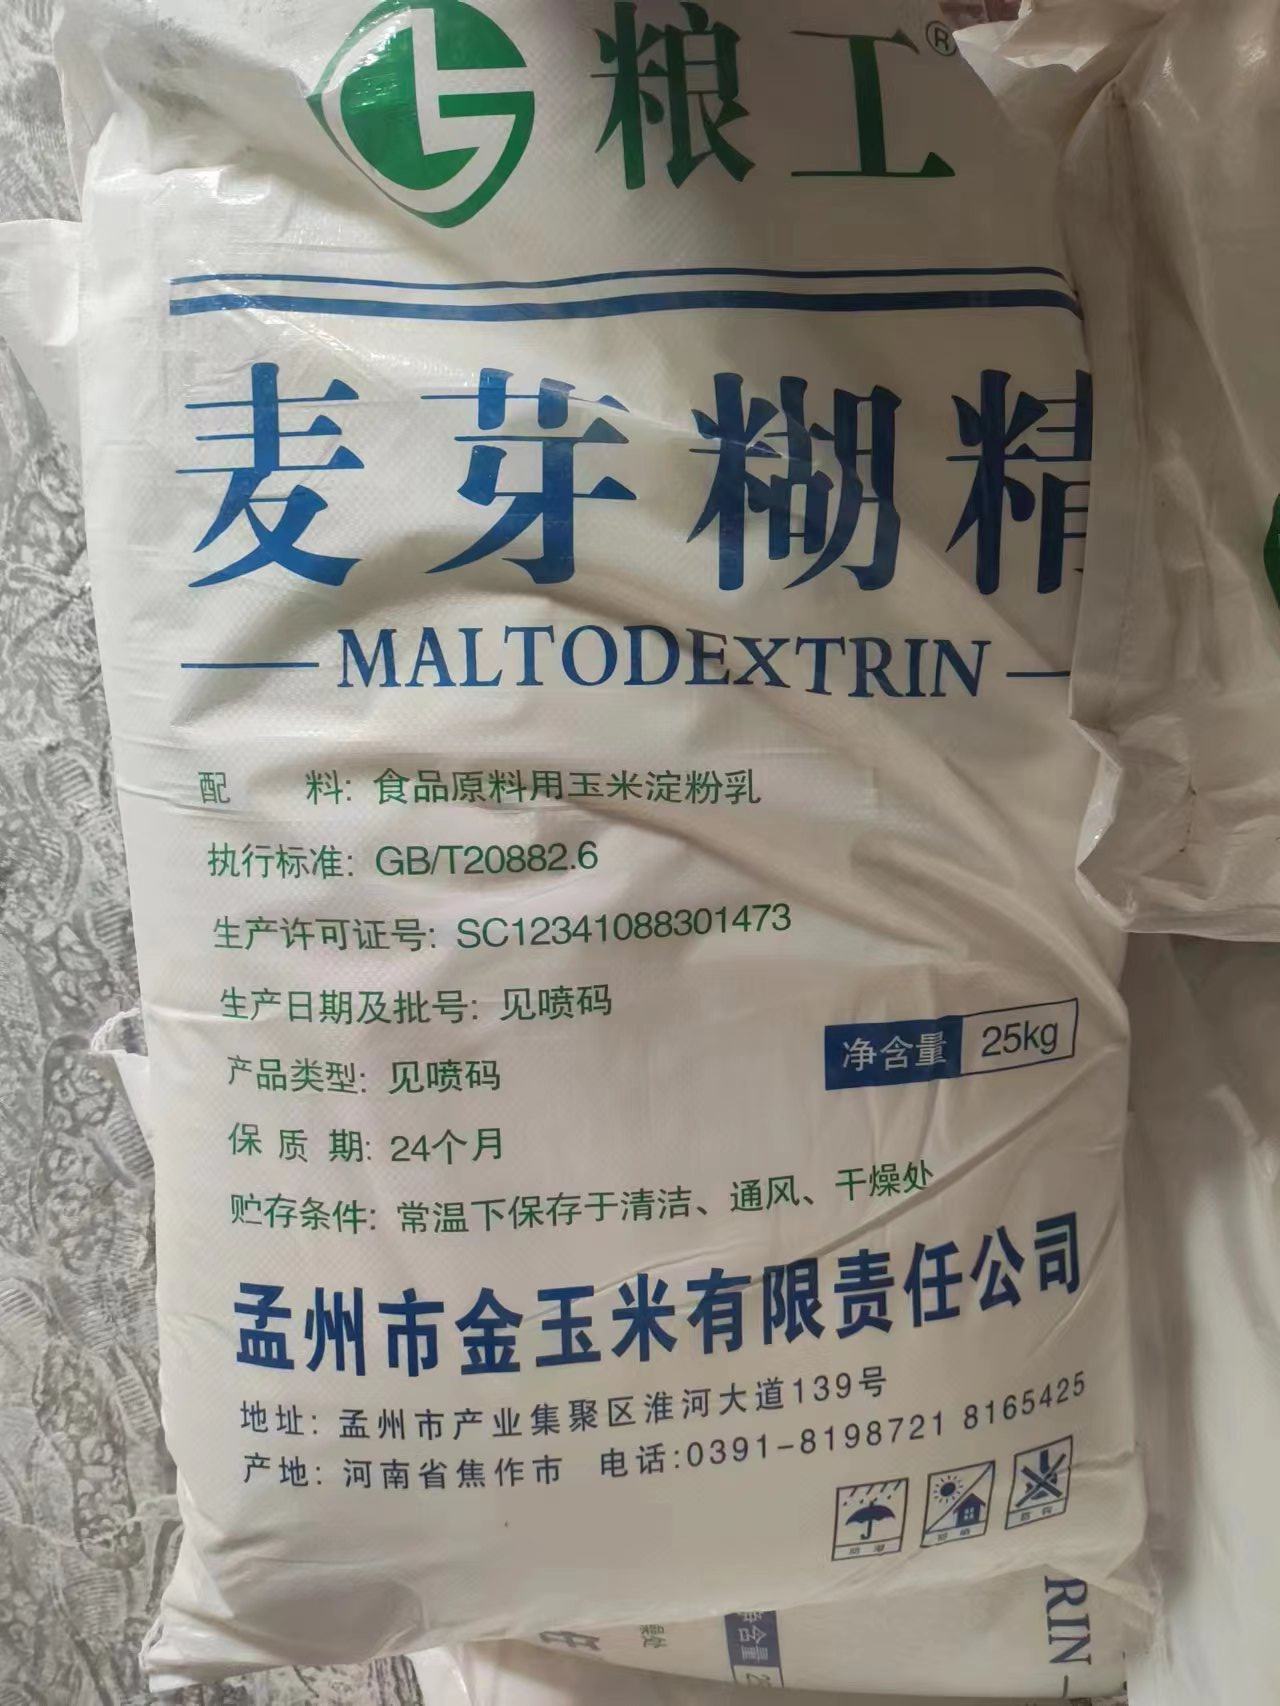 粮工®
麦芽糊精
MALTODEXTRIN
配 料: 食品原料用玉米淀粉乳
执行标准: GB/T20882.6
生产许可证号: SC12341088301473
生产日期及批号: 见喷码
产品类型: 见喷码
净含量 25kg
保质期: 24个月
贮存条件: 常温下保存于清洁、通风、干燥处
孟州市金玉米有限责任公司
地址: 孟州市产业集聚区淮河大道139号
产地: 河南省焦作市 电话:0391-8198721 8165425
RIN
净含量